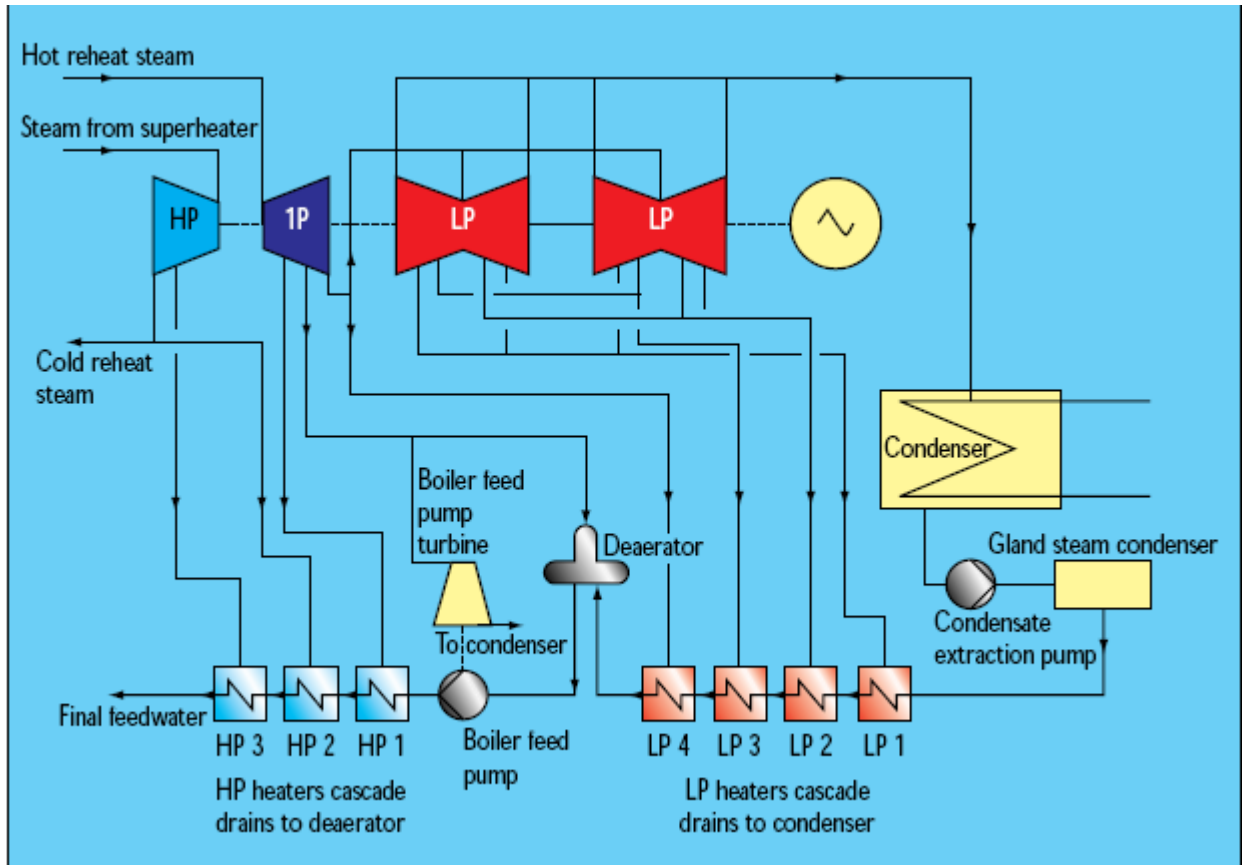 Hot reheat steam
Steam from superheater
HP
1P
LP
LP
Cold reheat
steam
Condenser
Boiler feed
pump
turbine
Deaerator
Gland steam condenser
To condenser
Condensate
extraction pump
Final feedwater
HP 3
HP 2
HP 1
Boiler feed
pump
LP 4
LP 3
LP 2
LP 1
HP heaters cascade
drains to deaerator
LP heaters cascade
drains to condenser